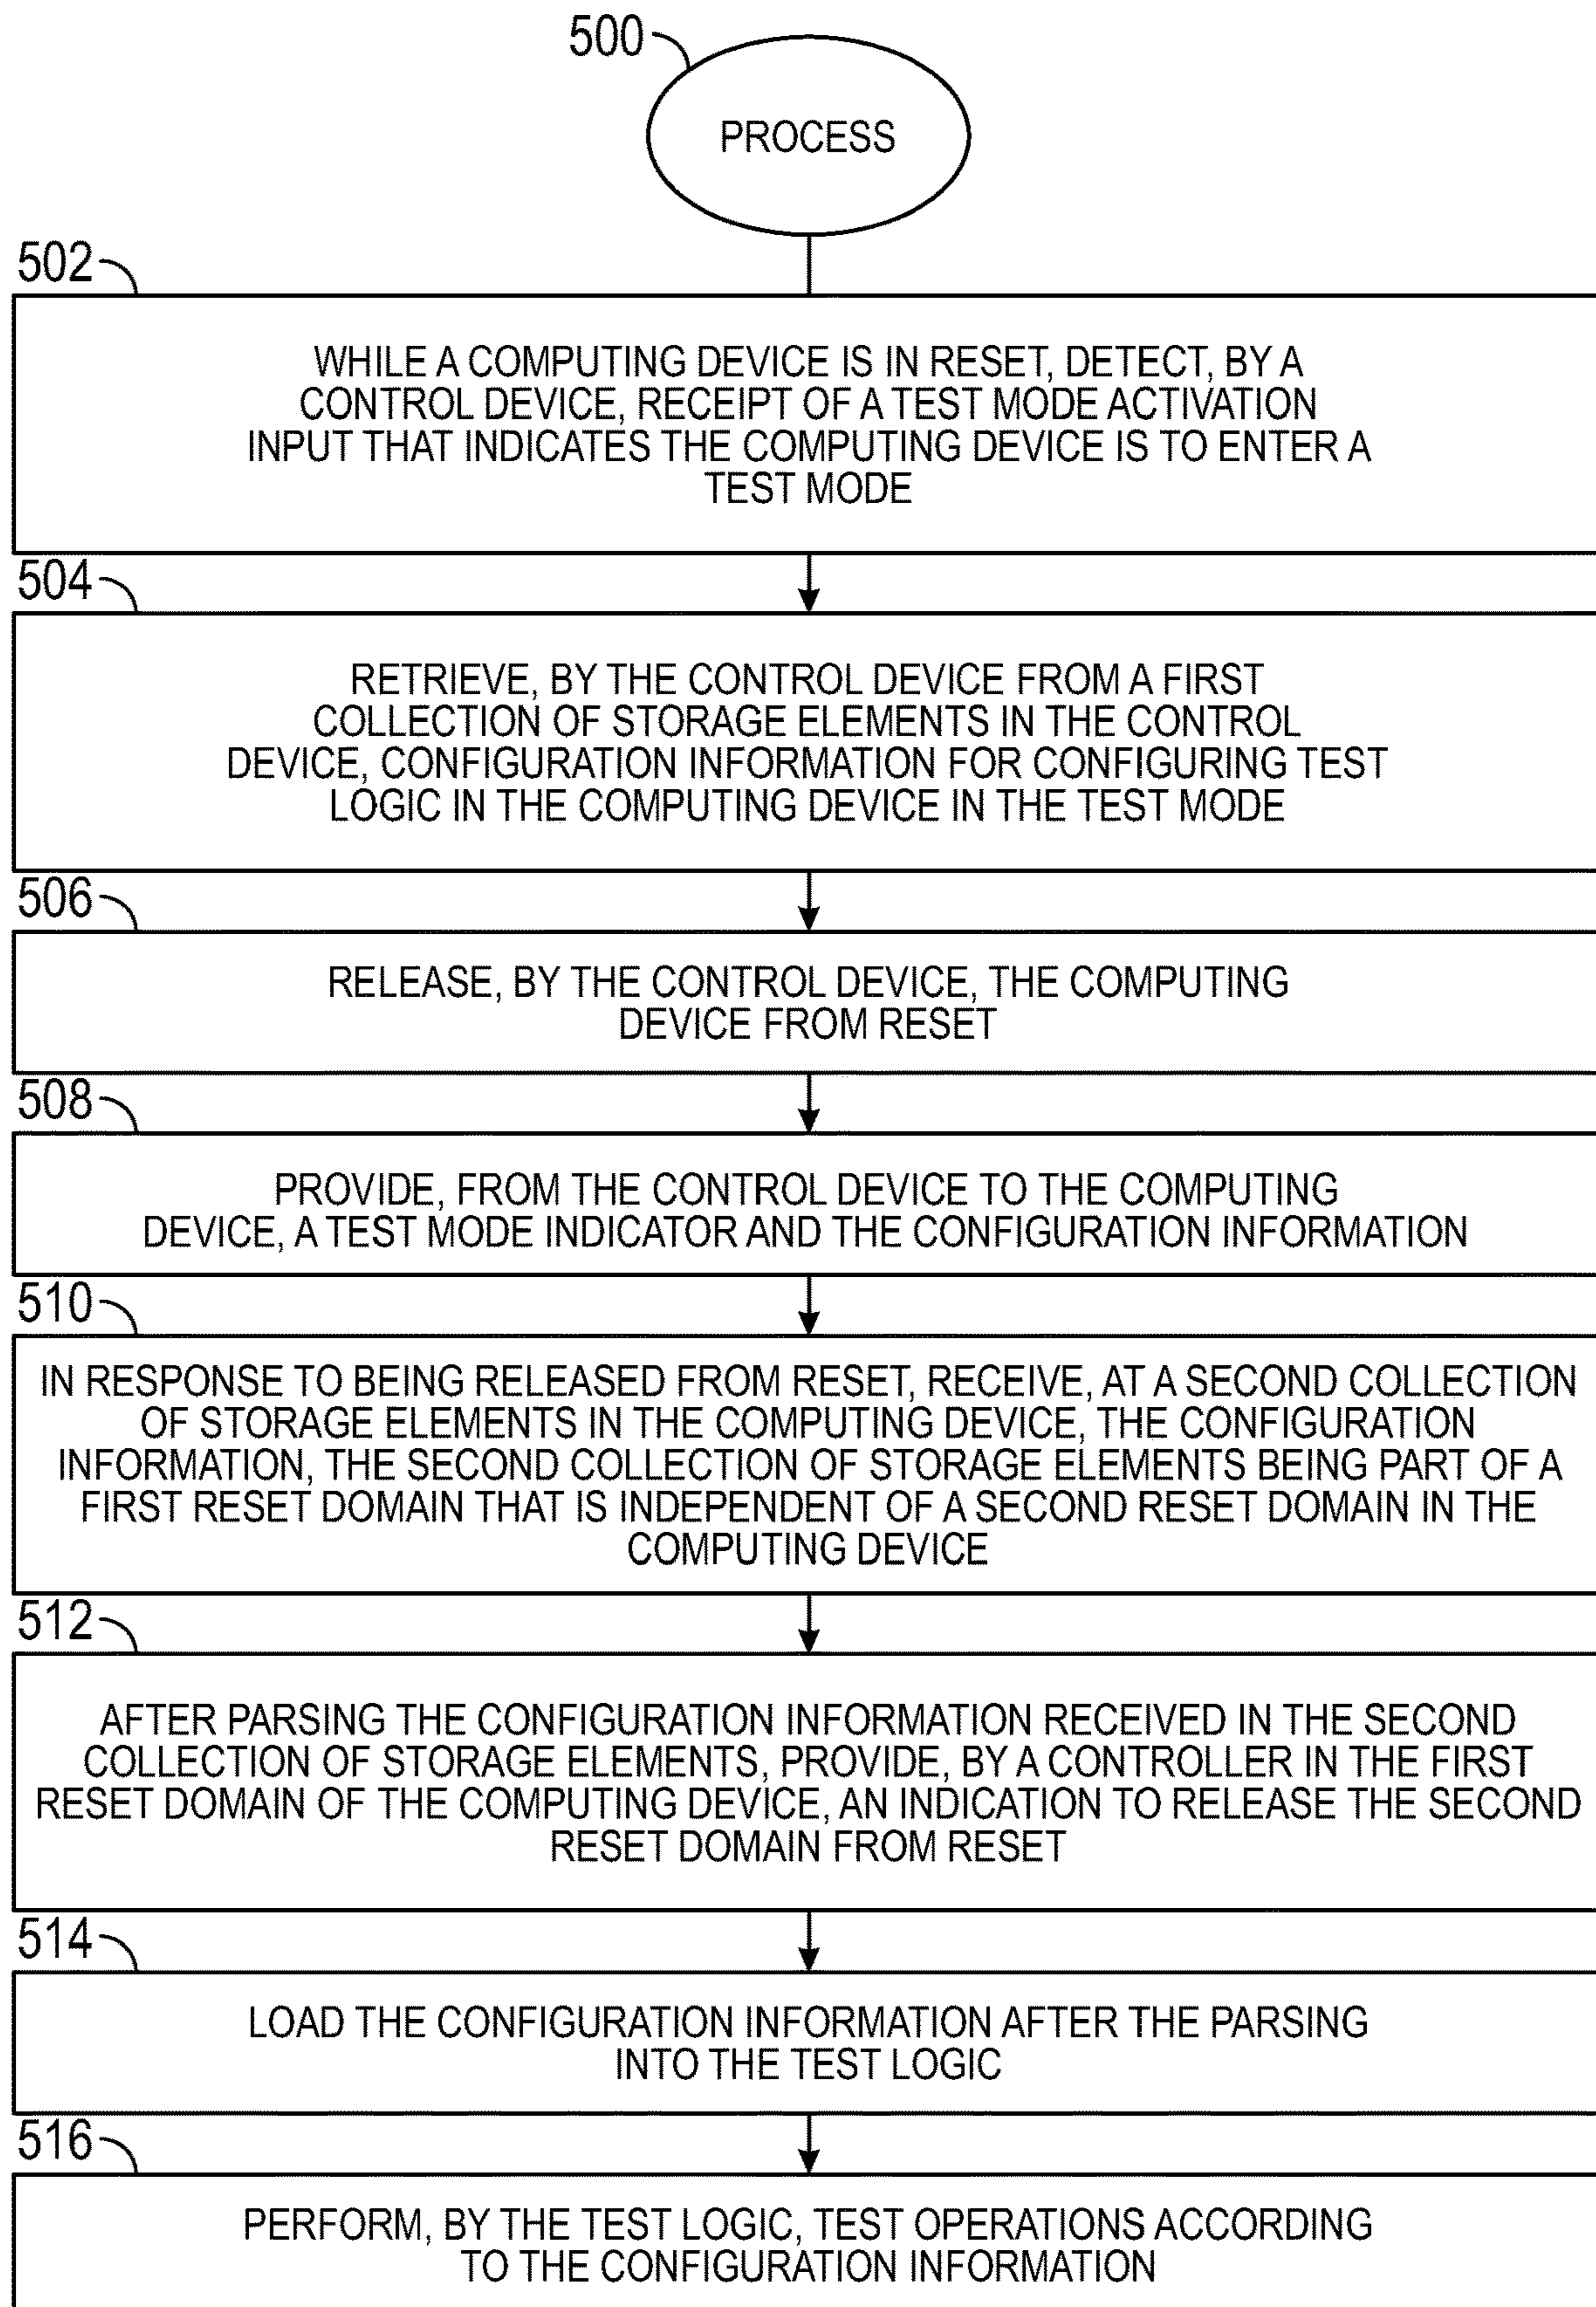 500
PROCESS
502
WHILE A COMPUTING DEVICE IS IN RESET, DETECT, BY A
CONTROL DEVICE, RECEIPT OF A TEST MODE ACTIVATION
INPUT THAT INDICATES THE COMPUTING DEVICE IS TO ENTER A
TEST MODE
504
RETRIEVE, BY THE CONTROL DEVICE FROM A FIRST
COLLECTION OF STORAGE ELEMENTS IN THE CONTROL
DEVICE, CONFIGURATION INFORMATION FOR CONFIGURING TEST
LOGIC IN THE COMPUTING DEVICE IN THE TEST MODE
506
RELEASE, BY THE CONTROL DEVICE, THE COMPUTING
DEVICE FROM RESET
508
PROVIDE, FROM THE CONTROL DEVICE TO THE COMPUTING
DEVICE, A TEST MODE INDICATOR AND THE CONFIGURATION INFORMATION
510
IN RESPONSE TO BEING RELEASED FROM RESET, RECEIVE, AT A SECOND COLLECTION
OF STORAGE ELEMENTS IN THE COMPUTING DEVICE, THE CONFIGURATION
INFORMATION, THE SECOND COLLECTION OF STORAGE ELEMENTS BEING PART OF A
FIRST RESET DOMAIN THAT IS INDEPENDENT OF A SECOND RESET DOMAIN IN THE
COMPUTING DEVICE
512
AFTER PARSING THE CONFIGURATION INFORMATION RECEIVED IN THE SECOND
COLLECTION OF STORAGE ELEMENTS, PROVIDE, BY A CONTROLLER IN THE FIRST
RESET DOMAIN OF THE COMPUTING DEVICE, AN INDICATION TO RELEASE THE SECOND
RESET DOMAIN FROM RESET
514
LOAD THE CONFIGURATION INFORMATION AFTER THE PARSING
INTO THE TEST LOGIC
516
PERFORM, BY THE TEST LOGIC, TEST OPERATIONS ACCORDING
TO THE CONFIGURATION INFORMATION